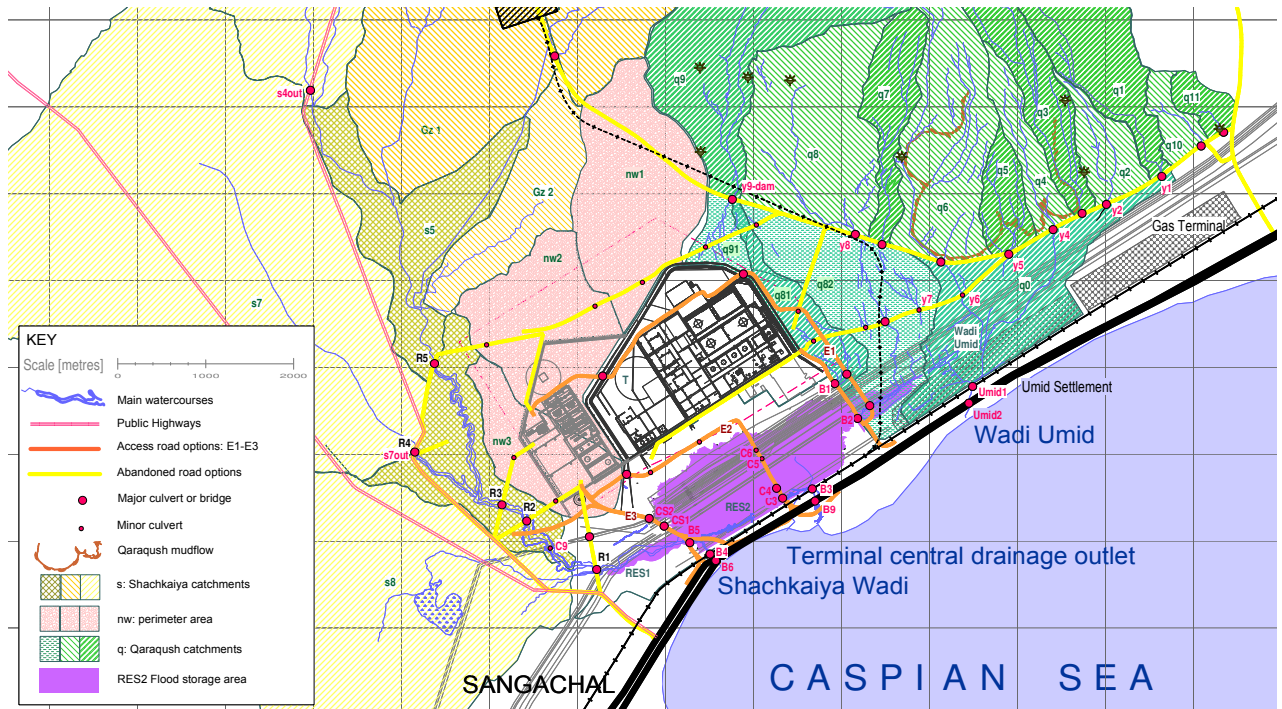 s4out
Gz 1
Gz 2
s5
s7
nw1
nw2
nw3
q9
q7
q8
q3
q1
q11
q10
q2
q4
q5
q6
q0
q91
q81
q82
y9-dam
y8
y7
y6
y5
y4
y2
y1
Gas Terminal
Wadi
Umid
Umid Settlement
Umid1
Umid2
Wadi Umid
T
E1
B1
B2
E2
C6
C5
C4
C3
B3
B9
RES2
E3
CS2
CS1
B5
B4
B6
R5
R4
s7out
R3
R2
C9
R1
RES1
s8
Terminal central drainage outlet
Shachkaiya Wadi
SANGACHAL
CASPIAN SEA
KEY
Scale [metres]
0 1000 2000
Main watercourses
Public Highways
Access road options: E1-E3
Abandoned road options
Major culvert or bridge
Minor culvert
Qaraqush mudflow
s: Shachkaiya catchments
nw: perimeter area
q: Qaraqush catchments
RES2 Flood storage area